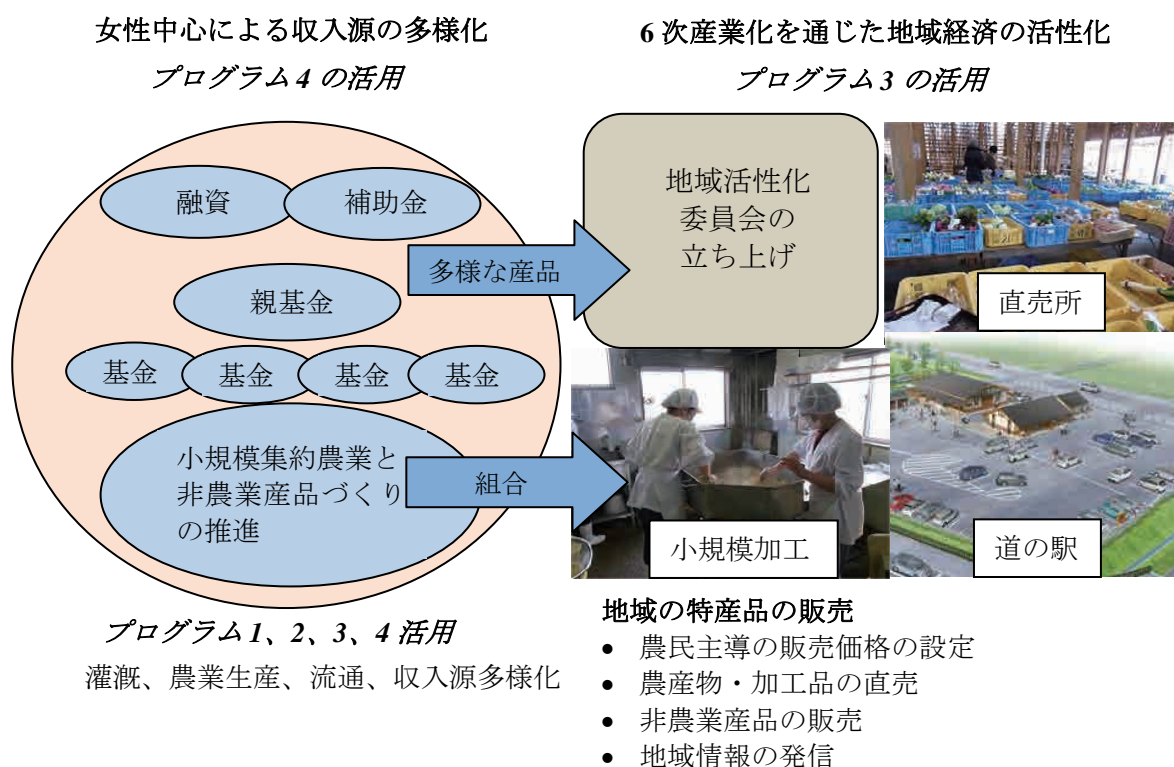 女性中心による収入源の多様化
プログラム4 の活用
融資
補助金
親基金
基金
基金
基金
基金
小規模集約農業と
非農業産品づくり
の推進
プログラム1、2、3、4 活用
灌漑、農業生産、流通、収入源多様化
多様な産品
組合
6 次産業化を通じた地域経済の活性化
プログラム3 の活用
地域活性化
委員会の
立ち上げ
直売所
小規模加工
道の駅
地域の特産品の販売
• 農民主導の販売価格の設定
• 農産物・加工品の直売
• 非農業産品の販売
• 地域情報の発信